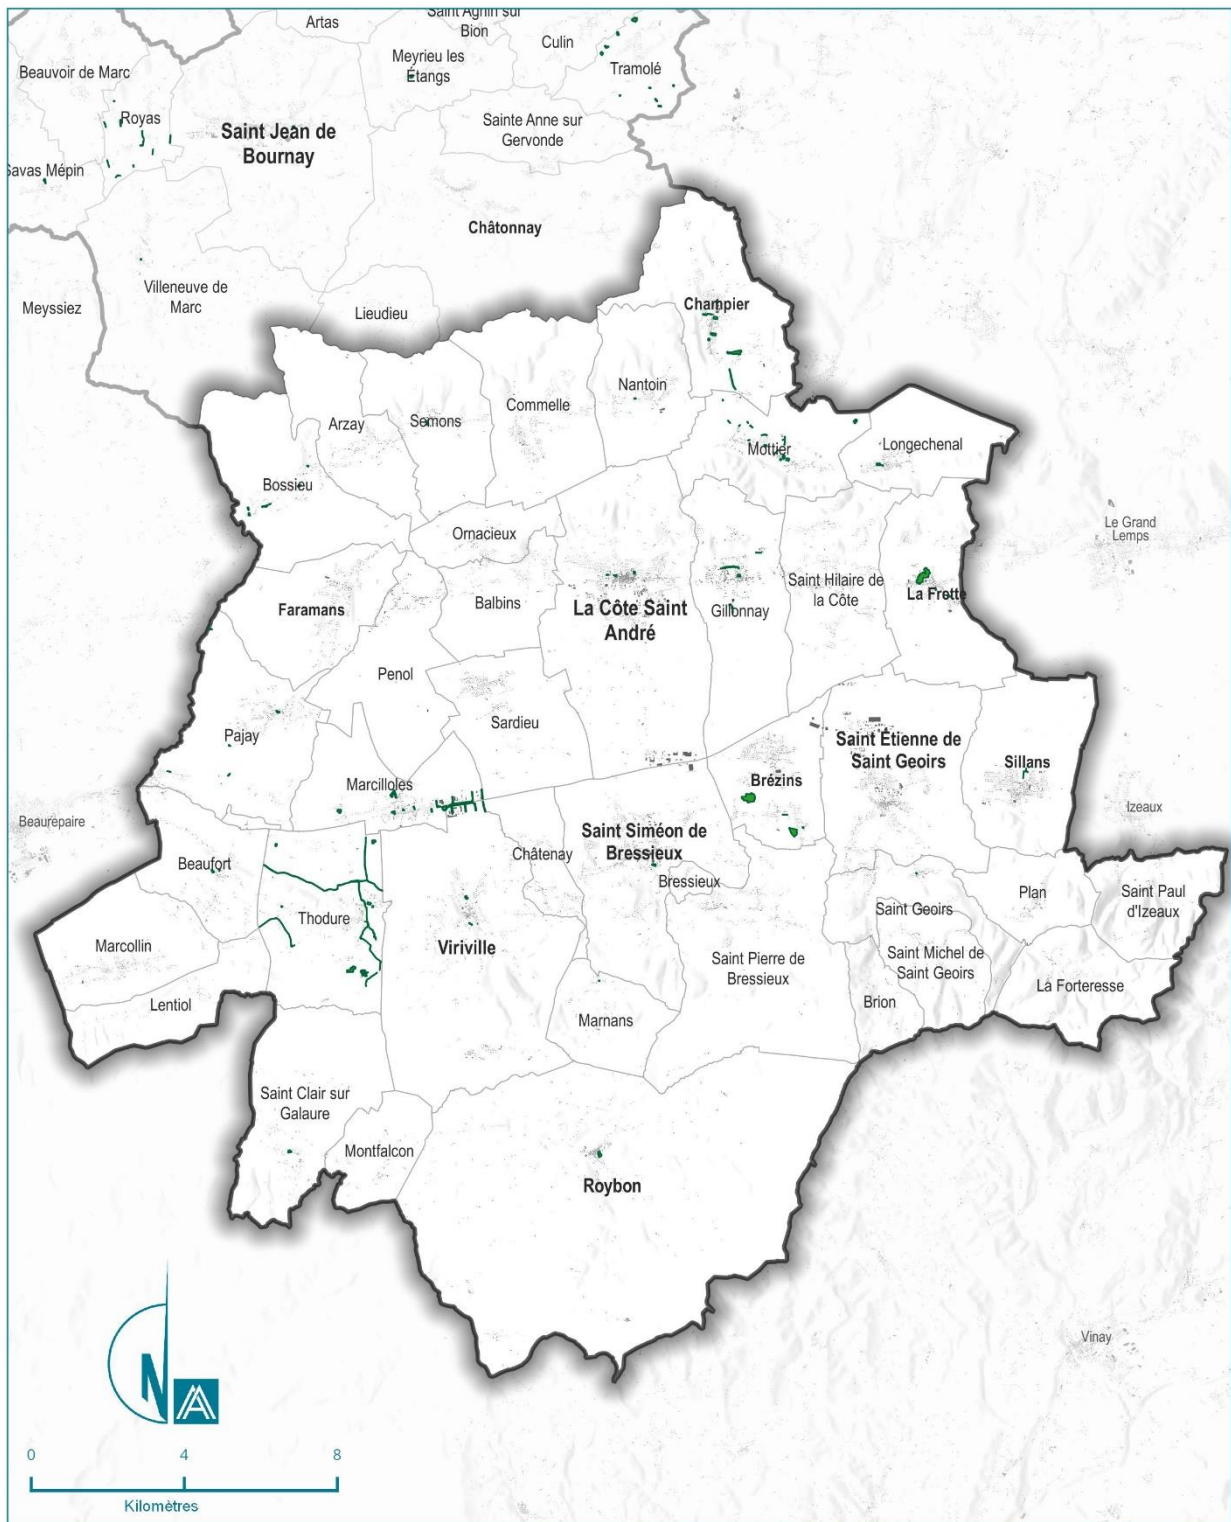 Artas
Saint Agnin sur
Bion
Culin
Beauvoir de Marc
Meyrieu les
Étangs
Tramolé
Royas
Saint Jean de
Bournay
Sainte Anne sur
Gervonde
Savas Mépin
Châtonnay
Meyssiez
Villeneuve de
Marc
Lieudieu
Champier
Nantoin
Commelle
Semons
Arzay
Mottier
Longechenal
Bossieu
Ornacieux
Le Grand
Lemps
Faramans
Balbins
La Côte Saint
André
Gillonnay
Saint Hilaire de
la Côte
La Frette
Penol
Sardieu
Pajay
Saint Étienne de
Saint Geoirs
Sillans
Brézins
Marcilloles
Izeaux
Beaurepaire
Saint Siméon de
Bressieux
Châtenay
Beaufort
Bressieux
Plan
Saint Paul
d'Izeaux
Thodure
Saint Geoirs
Marcollin
Viriville
Saint Pierre de
Bressieux
Saint Michel de
Saint Geoirs
La Forteresse
Lentiol
Brion
Marnans
Saint Clair sur
Galaure
Montfalcon
Roybon
Vinay
N
0 4 8
Kilomètres